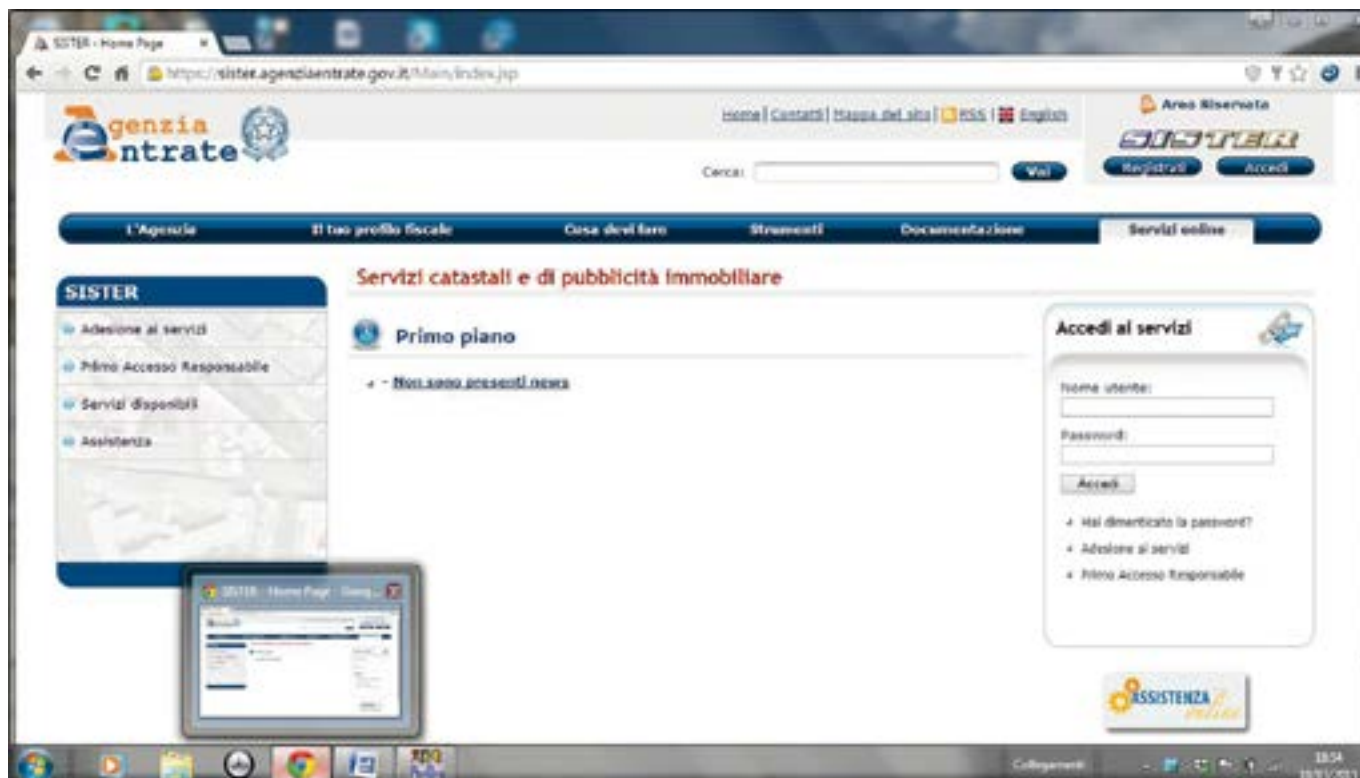 SISTER - Home Page
https://sister.agenziaentrate.gov.it/Main/index.jsp
Agenzia
Entrate
Home | Contatti | Mappa del sito | RSS | English
Area Riservata
SISTER
Cerca:
Vai
Registrati
Accedi
L'Agenzia
Il tuo profilo fiscale
Cosa devi fare
Strumenti
Documentazione
Servizi online
SISTER
Adesione ai servizi
Primo Accesso Responsabile
Servizi disponibili
Assistenza
Servizi catastali e di pubblicità immobiliare
Primo piano
- Non sono presenti news
Accedi ai servizi
Nome utente:
Password:
Accedi
Hai dimenticato la password?
Adesione ai servizi
Primo Accesso Responsabile
ASSISTENZA
online
SISTER - Home Page
Collegamenti
18:54